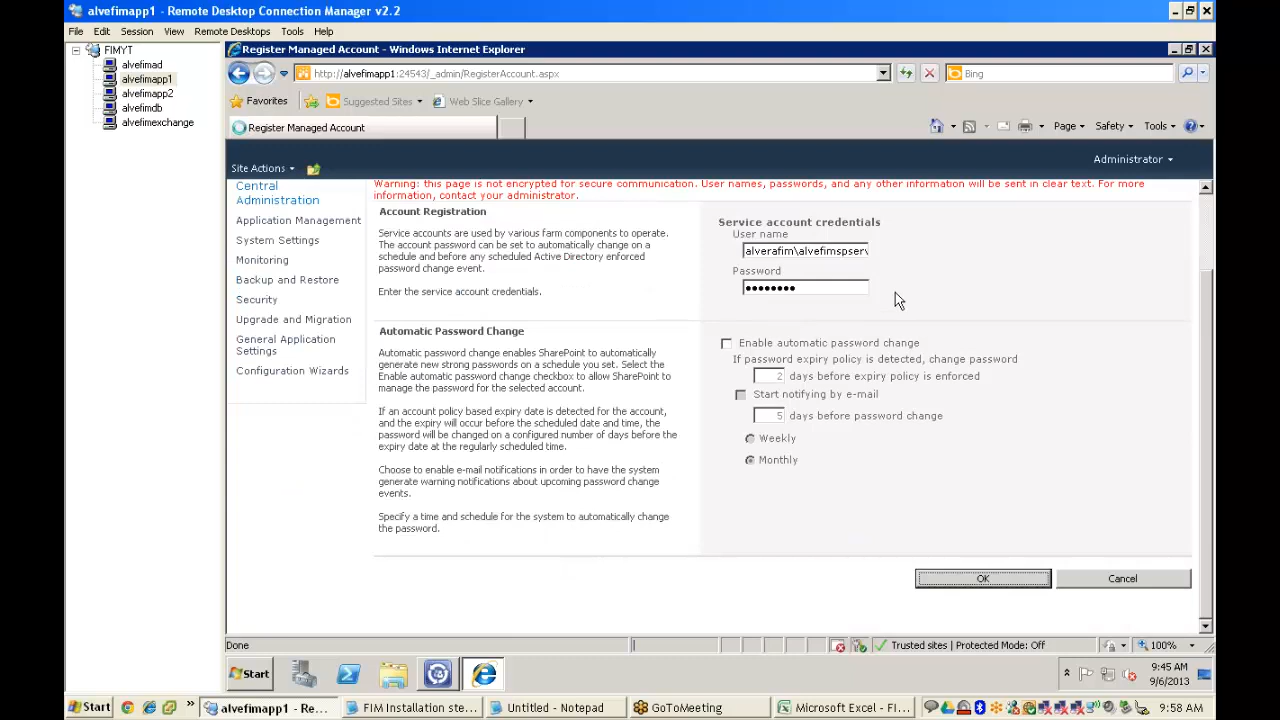 alvefimapp1 - Remote Desktop Connection Manager v2.2
File Edit Session View Remote Desktops Tools Help
FIMYT
alvefimad
alvefimapp1
alvefimapp2
alvefimdb
alvefimexchange
Register Managed Account - Windows Internet Explorer
http://alvefimapp1:24543/_admin/RegisterAccount.aspx
Bing
Favorites Suggested Sites Web Slice Gallery
Register Managed Account
Page Safety Tools
Site Actions
Administrator
Central
Administration
Application Management
System Settings
Monitoring
Backup and Restore
Security
Upgrade and Migration
General Application
Settings
Configuration Wizards
Warning: this page is not encrypted for secure communication. User names, passwords, and any other information will be sent in clear text. For more
information, contact your administrator.
Account Registration
Service accounts are used by various farm components to operate.
The account password can be set to automatically change on a
schedule and before any scheduled Active Directory enforced
password change event.
Enter the service account credentials.
Service account credentials
User name
alverafim\alvefimspserv
Password
••••••••
Automatic Password Change
Automatic password change enables SharePoint to automatically
generate new strong passwords on a schedule you set. Select the
Enable automatic password change checkbox to allow SharePoint to
manage the password for the selected account.
If an account policy based expiry date is detected for the account,
and the expiry will occur before the scheduled date and time, the
password will be changed on a configured number of days before the
expiry date at the regularly scheduled time.
Choose to enable e-mail notifications in order to have the system
generate warning notifications about upcoming password change
events.
Specify a time and schedule for the system to automatically change
the password.
Enable automatic password change
If password expiry policy is detected, change password
2 days before expiry policy is enforced
Start notifying by e-mail
5 days before password change
Weekly
Monthly
OK Cancel
Done
Trusted sites | Protected Mode: Off
100%
Start
9:45 AM
9/6/2013
Start
alvefimapp1 - Re...
FIM Installation ste...
Untitled - Notepad
GoToMeeting
Microsoft Excel - FI...
9:58 AM